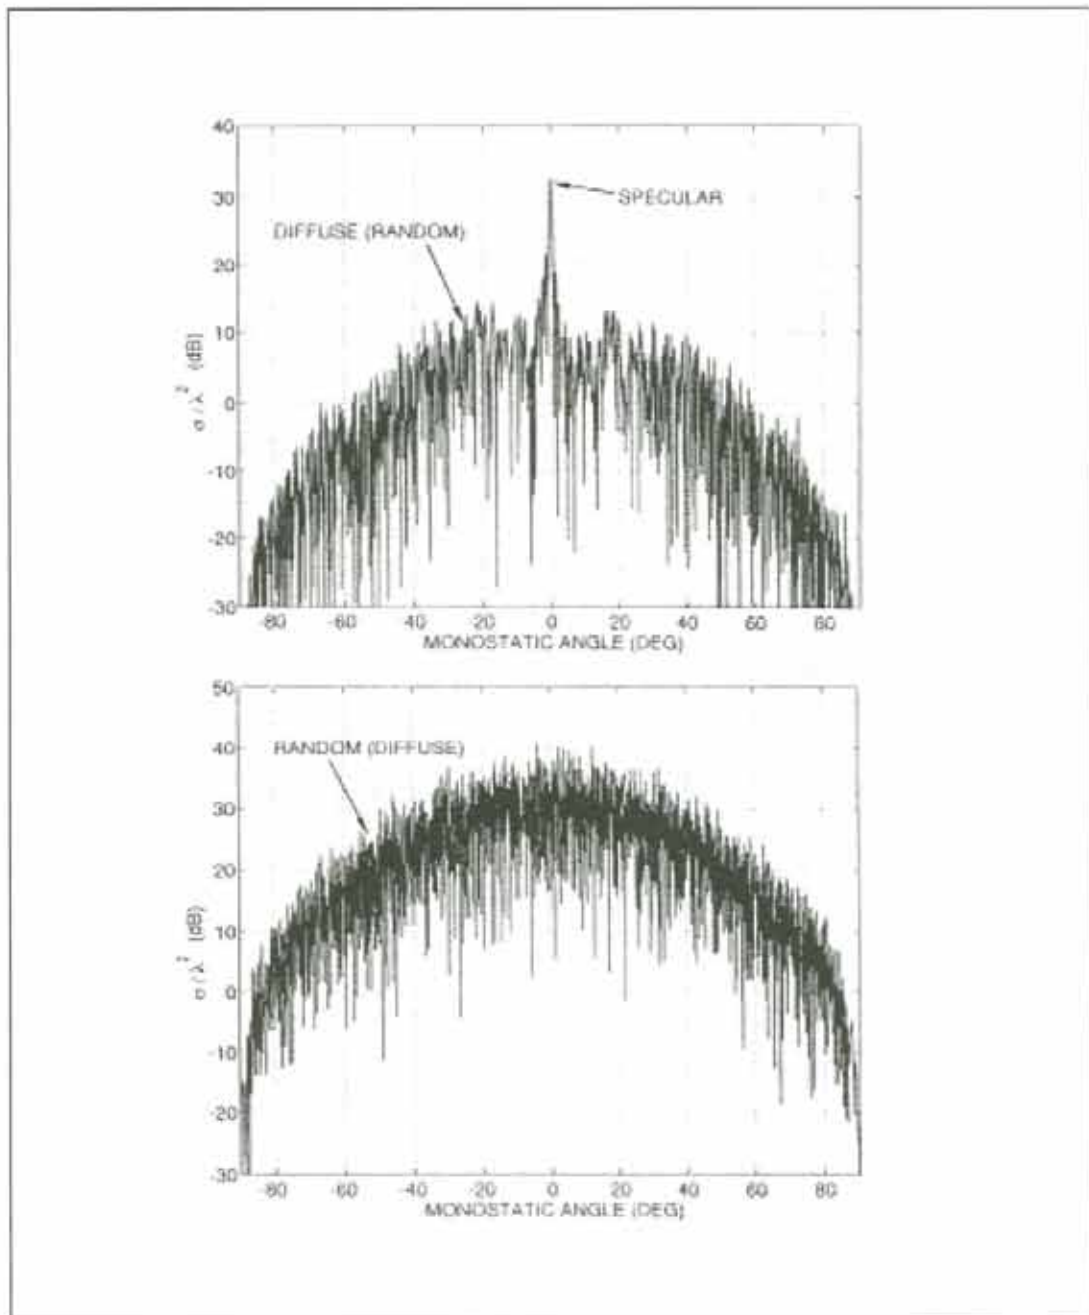 40
30
20
10
0
-10
-20
-30
σ / λ² (dB)
SPECULAR
DIFFUSE (RANDOM)
-80 -60 -40 -20 0 20 40 60 80
MONOSTATIC ANGLE (DEG)
50
40
30
20
10
0
-10
-20
-30
σ / λ² (dB)
RANDOM (DIFFUSE)
-80 -60 -40 -20 0 20 40 60 80
MONOSTATIC ANGLE (DEG)